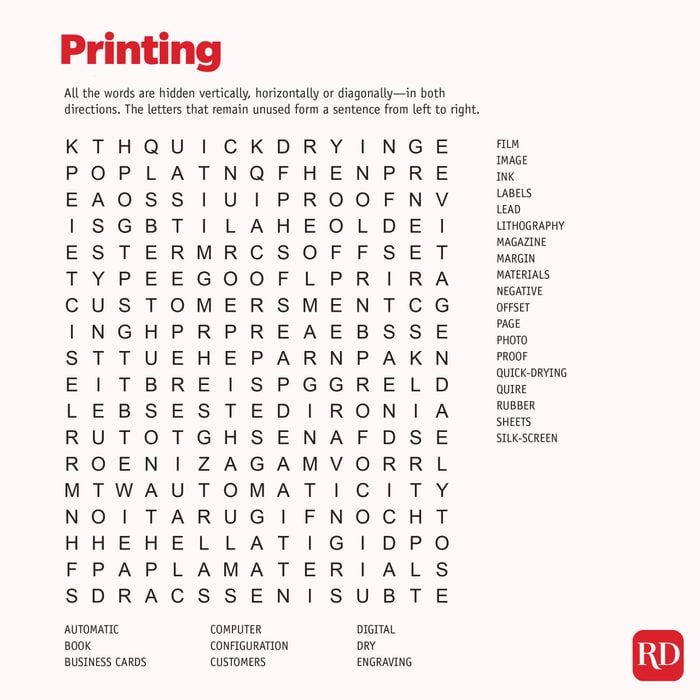 Printing
All the words are hidden vertically, horizontally or diagonally—in both
directions. The letters that remain unused form a sentence from left to right.
K T H Q U I C K D R Y I N G E
P O P L A T N Q F H E N P R E
E A O S S I U I P R O O F N V
I S G B T I L A H E O L D E I
E S T E R M R C S O F F S E T
T Y P E E G O O F L P R I R A
C U S T O M E R S M E N T C G
I N G H P R P R E A E B S S E
S T T U E H E P A R N P A K N
E I T B R E I S P G G R E L D
L E B S E S T E D I R O N I A
R U T O T G H S E N A F D S E
R O E N I Z A G A M V O R R L
M T W A U T O M A T I C I T Y
N O I T A R U G I F N O C H T
H H E H E L L A T I G I D P O
F P A P L A M A T E R I A L S
S D R A C S S E N I S U B T E
FILM
IMAGE
INK
LABELS
LEAD
LITHOGRAPHY
MAGAZINE
MARGIN
MATERIALS
NEGATIVE
OFFSET
PAGE
PHOTO
PROOF
QUICK-DRYING
QUIRE
RUBBER
SHEETS
SILK-SCREEN
AUTOMATIC
BOOK
BUSINESS CARDS
COMPUTER
CONFIGURATION
CUSTOMERS
DIGITAL
DRY
ENGRAVING
RD